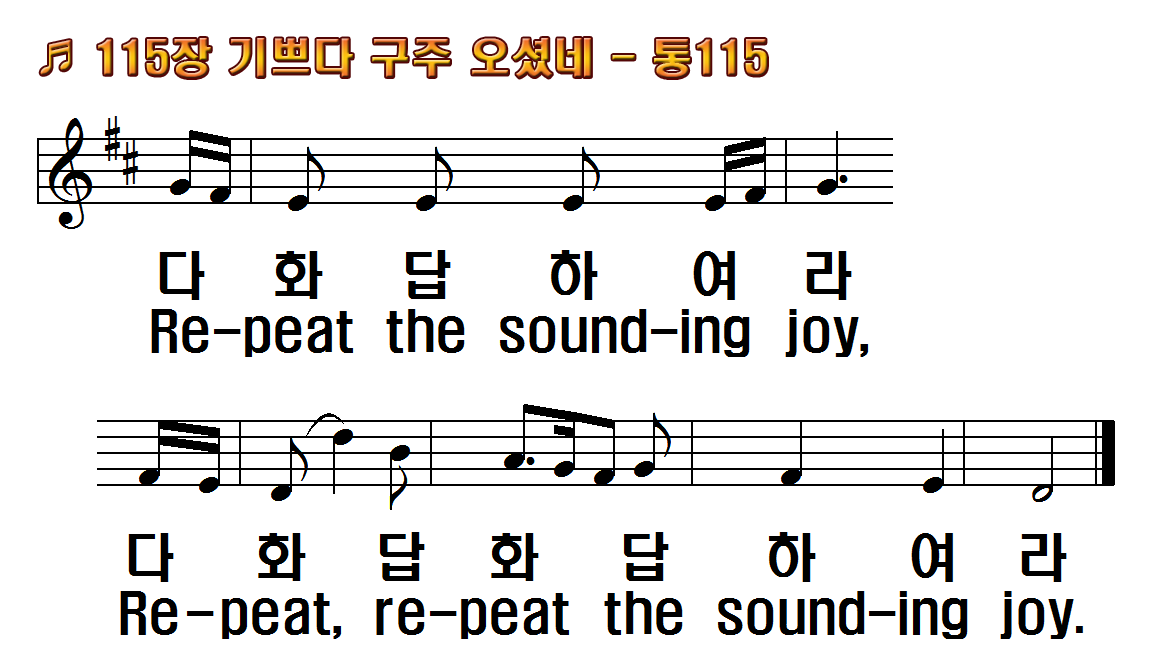 ♬ 115장 기쁘다 구주 오셨네 - 통115
다 화 답 하 여 라
Re-peat the sound-ing joy,
다 화 답 화 답 하 여 라
Re-peat, re-peat the sound-ing joy.